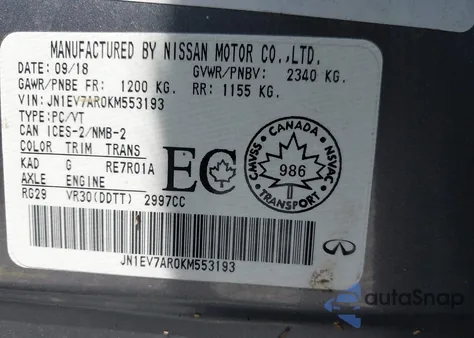 MANUFACTURED BY NISSAN MOTOR CO.,LTD.
DATE: 09/18 GVWR/PNBV: 2340 KG.
GAWR/PNBE FR: 1200 KG. RR: 1155 KG.
VIN: JN1EV7AR0KM553193
TYPE:PC/VT
CAN ICES-2/NMB-2
COLOR TRIM TRANS
KAD G RE7R01A
AXLE ENGINE
RG29 VR30(DDTT) 2997CC
EC
CANADA
CMVSS
NSVAC
986
TRANSPORT
JN1EV7AR0KM553193
autoSnap